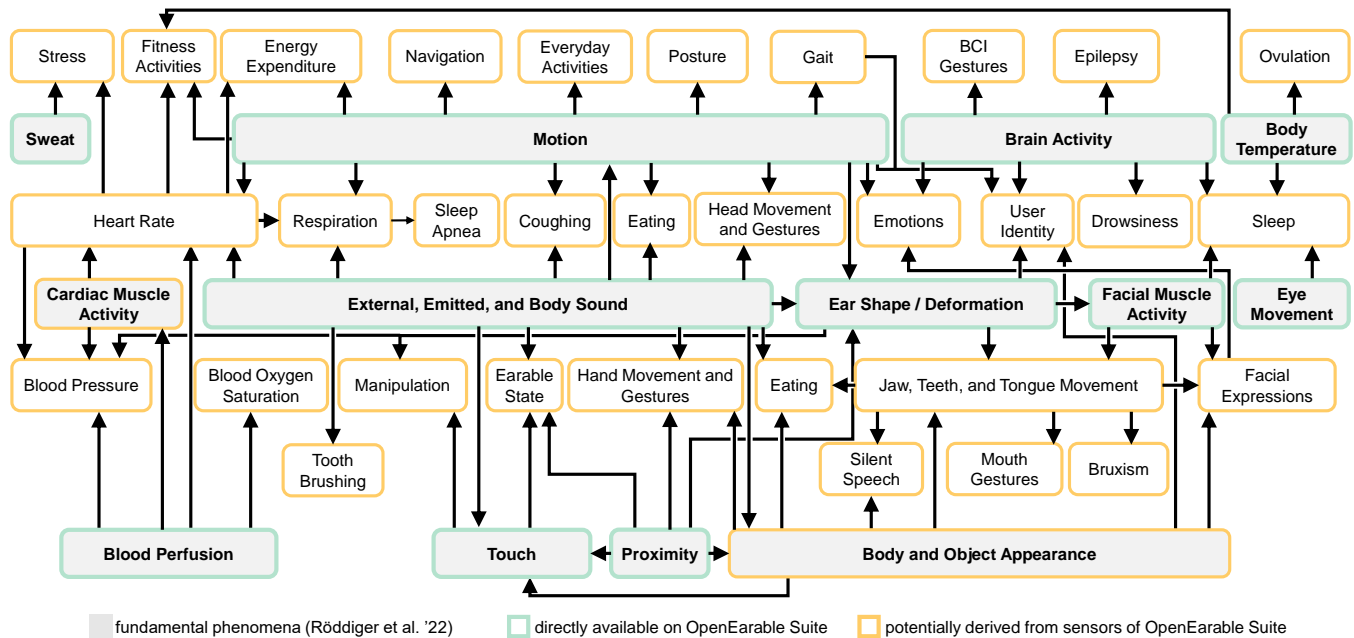 Stress
Fitness
Activities
Energy
Expenditure
Navigation
Everyday
Activities
Posture
Gait
BCI
Gestures
Epilepsy
Ovulation
Sweat
Motion
Brain Activity
Body
Temperature
Heart Rate
Respiration
Sleep
Apnea
Coughing
Eating
Head Movement
and Gestures
Emotions
User
Identity
Drowsiness
Sleep
Cardiac Muscle
Activity
External, Emitted, and Body Sound
Ear Shape / Deformation
Facial Muscle
Activity
Eye
Movement
Blood Pressure
Blood Oxygen
Saturation
Manipulation
Earable
State
Hand Movement and
Gestures
Eating
Jaw, Teeth, and Tongue Movement
Facial
Expressions
Tooth
Brushing
Silent
Speech
Mouth
Gestures
Bruxism
Blood Perfusion
Touch
Proximity
Body and Object Appearance
fundamental phenomena (Röddiger et al. ’22)
directly available on OpenEarable Suite
potentially derived from sensors of OpenEarable Suite